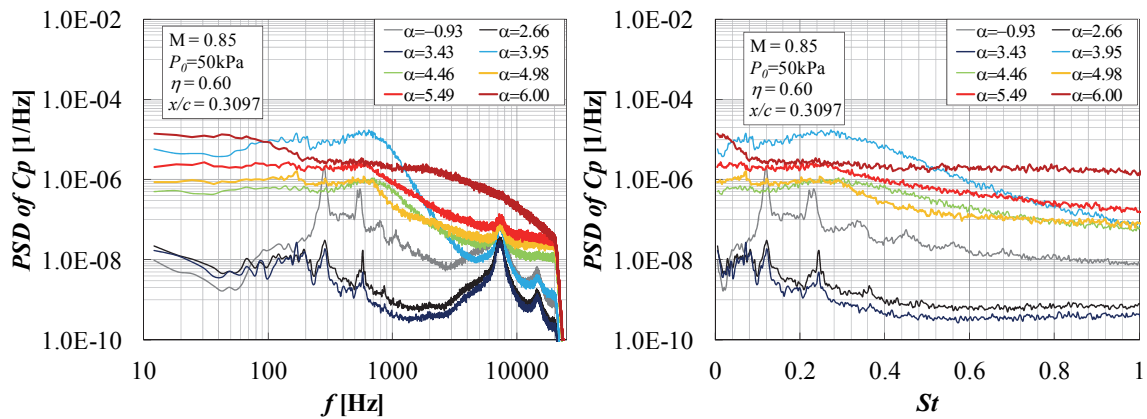 1.0E-02
1.0E-04
1.0E-06
1.0E-08
1.0E-10
PSD of Cp [1/Hz]
M = 0.85
P0=50kPa
η = 0.60
x/c = 0.3097
α=−0.93 α=2.66
α=3.43 α=3.95
α=4.46 α=4.98
α=5.49 α=6.00
10 100 1000 10000
f [Hz]
1.0E-02
1.0E-04
1.0E-06
1.0E-08
1.0E-10
PSD of Cp [1/Hz]
M = 0.85
P0=50kPa
η = 0.60
x/c = 0.3097
α=−0.93 α=2.66
α=3.43 α=3.95
α=4.46 α=4.98
α=5.49 α=6.00
0 0.2 0.4 0.6 0.8 1
St